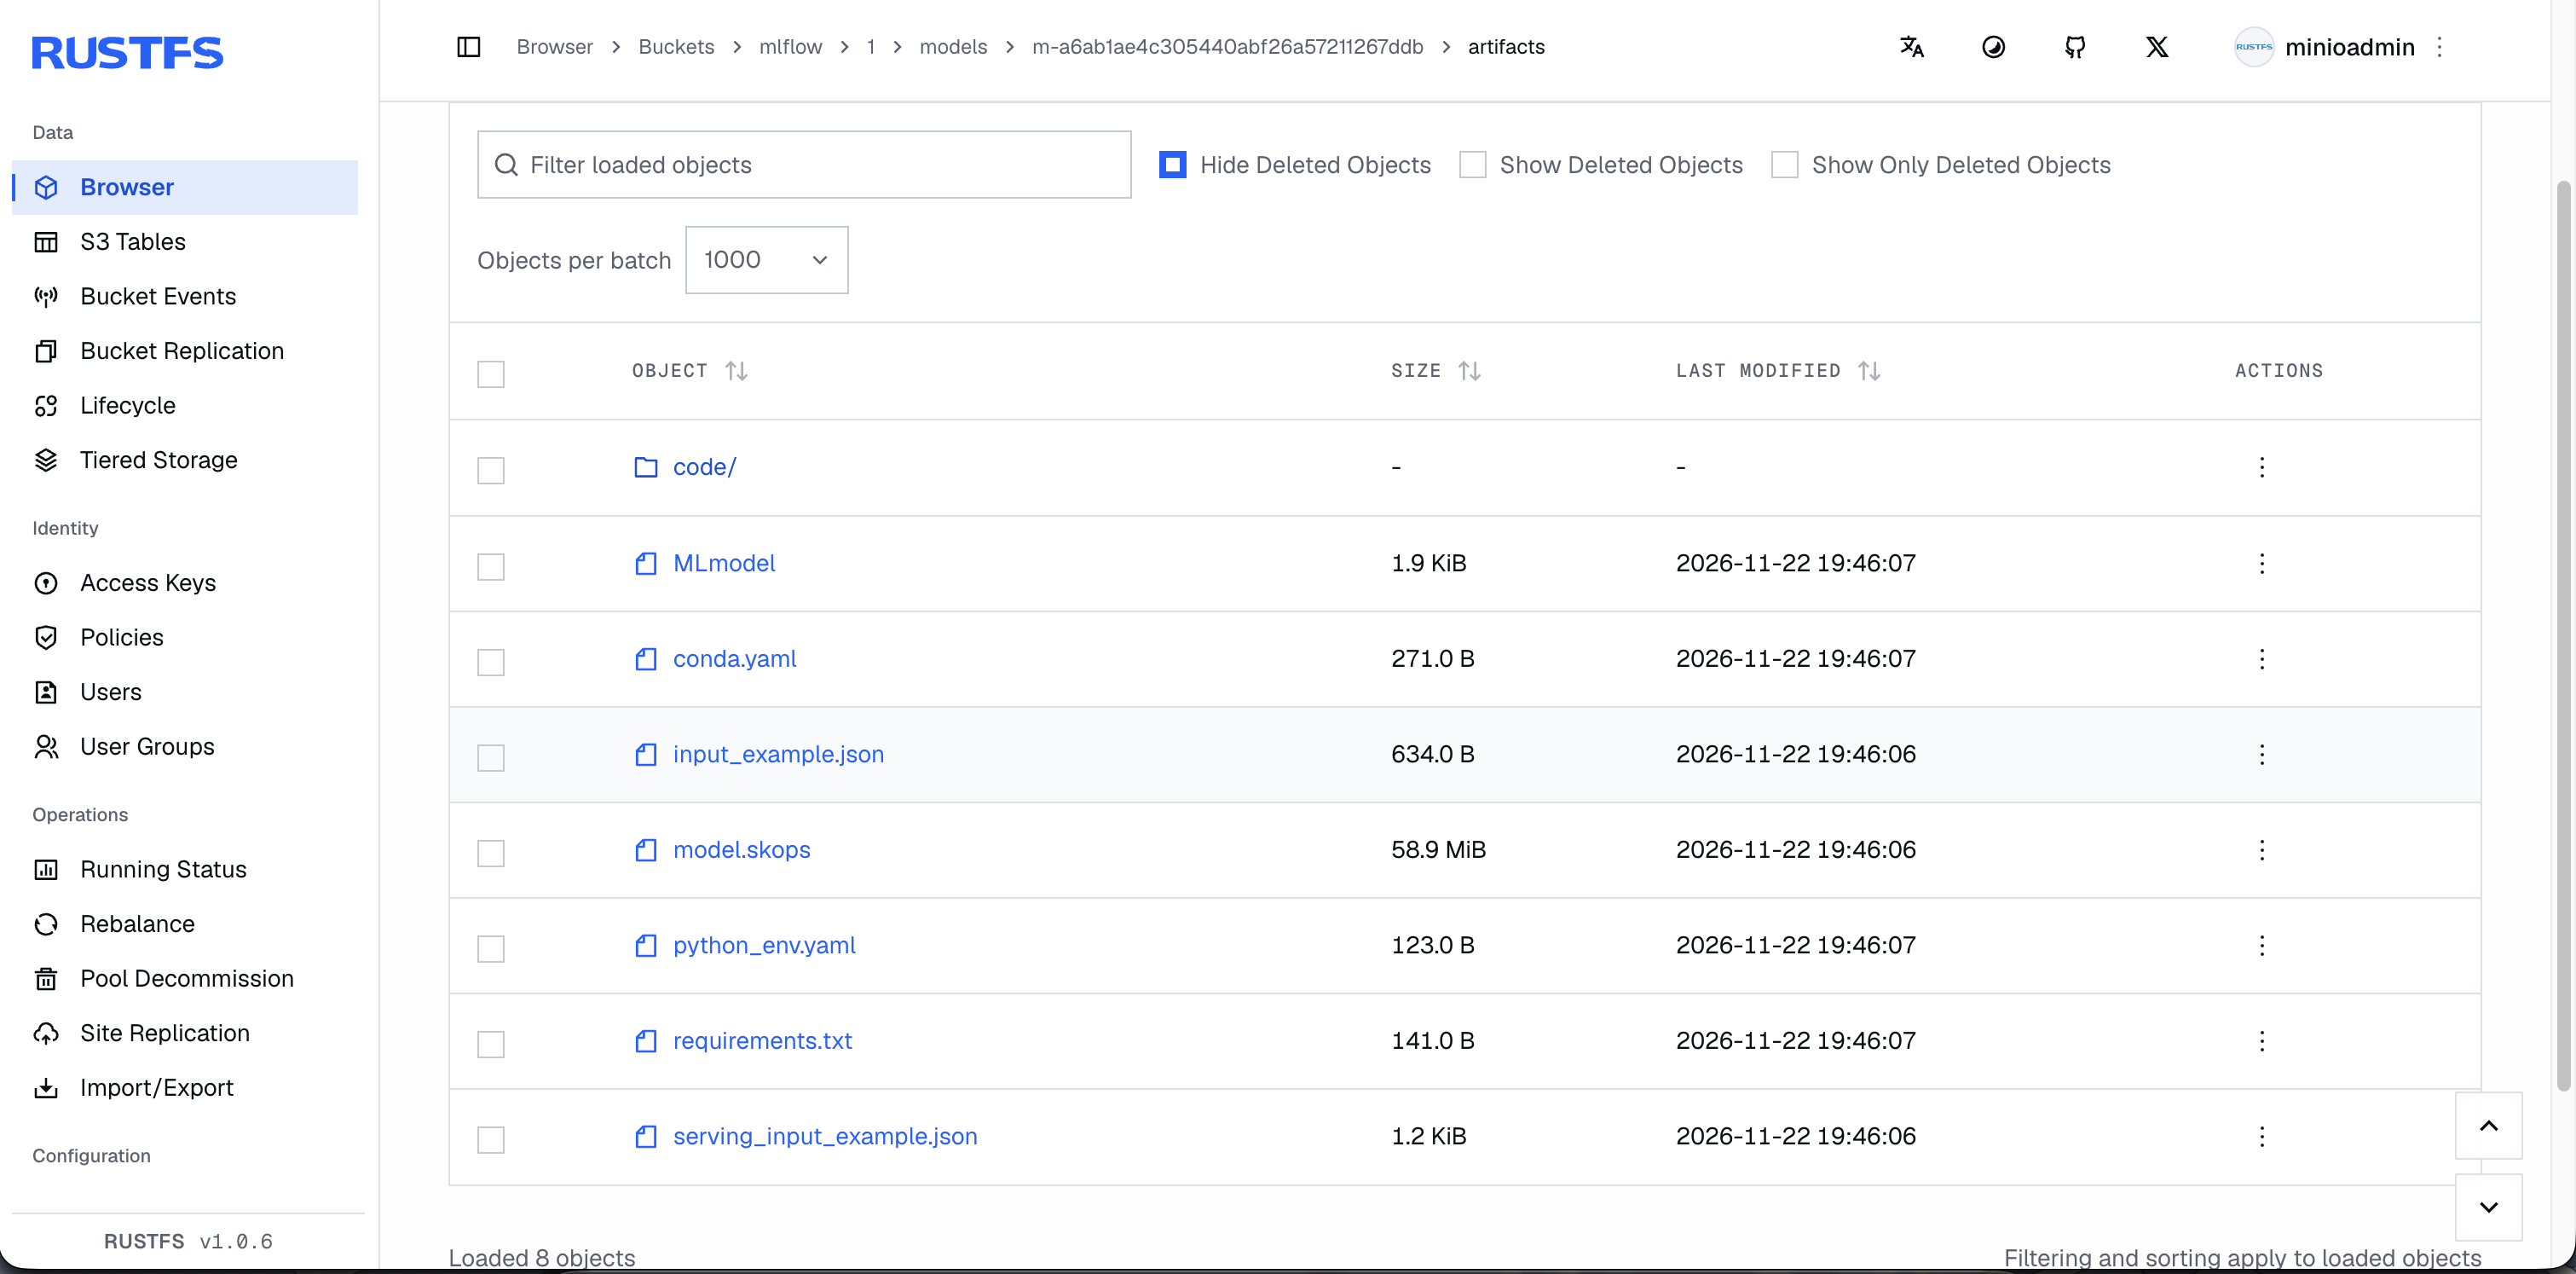 RUSTFS
Data
Browser
S3 Tables
Bucket Events
Bucket Replication
Lifecycle
Tiered Storage
Identity
Access Keys
Policies
Users
User Groups
Operations
Running Status
Rebalance
Pool Decommission
Site Replication
Import/Export
Configuration
RUSTFS v1.0.6
Browser > Buckets > mlflow > 1 > models > m-a6ab1ae4c305440abf26a57211267ddb > artifacts
RUSTFS minioadmin
Filter loaded objects Hide Deleted Objects Show Deleted Objects Show Only Deleted Objects
Objects per batch 1000
OBJECT SIZE LAST MODIFIED ACTIONS
code/ - -
MLmodel 1.9 KiB 2026-11-22 19:46:07
conda.yaml 271.0 B 2026-11-22 19:46:07
input_example.json 634.0 B 2026-11-22 19:46:06
model.skops 58.9 MiB 2026-11-22 19:46:06
python_env.yaml 123.0 B 2026-11-22 19:46:07
requirements.txt 141.0 B 2026-11-22 19:46:07
serving_input_example.json 1.2 KiB 2026-11-22 19:46:06
Loaded 8 objects Filtering and sorting apply to loaded objects